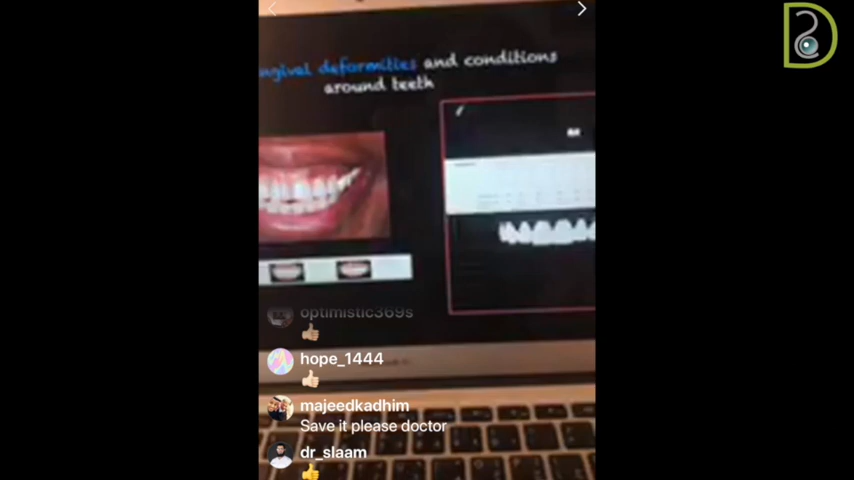 ngival deformities and conditions
around teeth
optimistic369s
hope_1444
majeedkadhim
Save it please doctor
dr_slaam